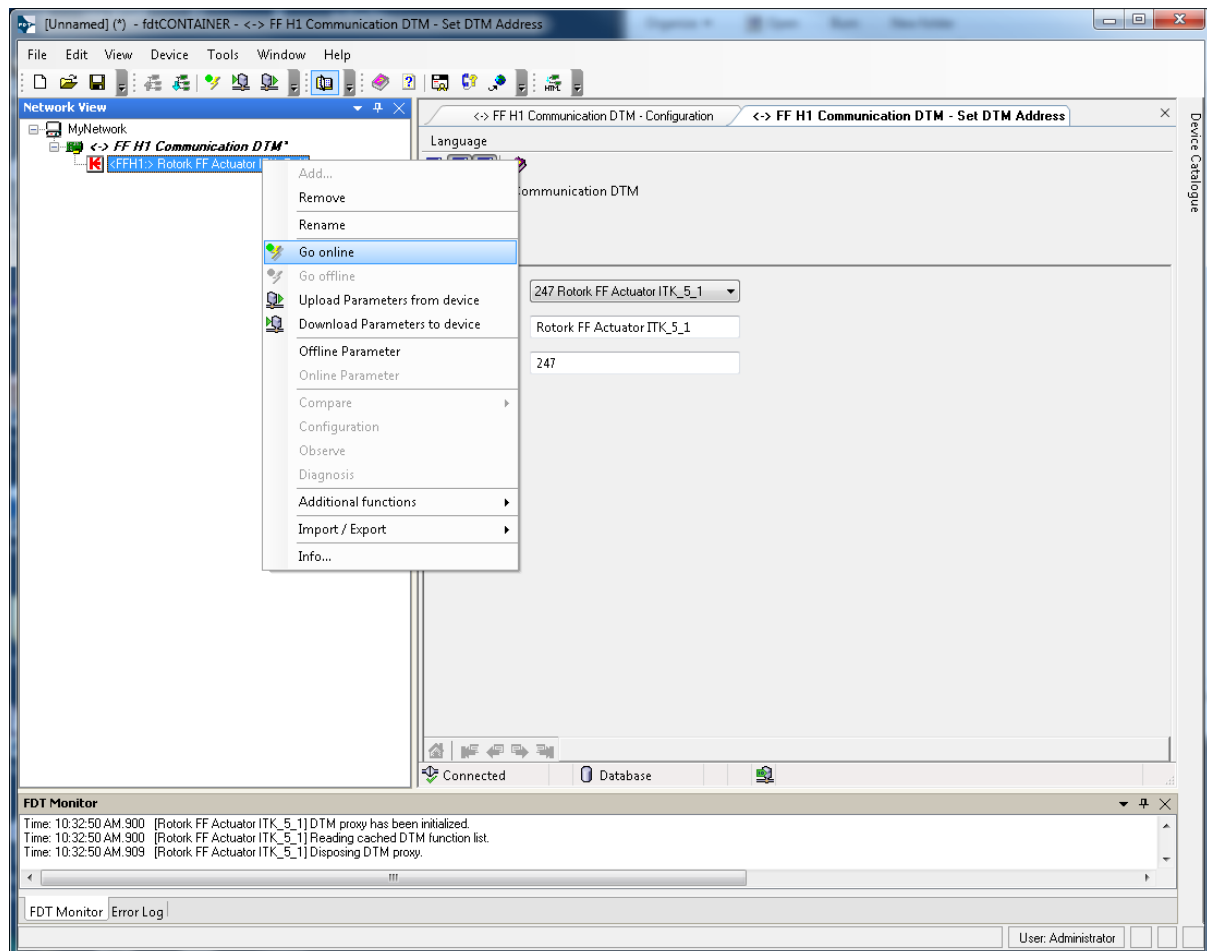 [Unnamed] (*) - fdtCONTAINER - <-> FF H1 Communication DTM - Set DTM Address
File Edit View Device Tools Window Help
Network View
MyNetwork
<-> FF H1 Communication DTM*
<FFH1:> Rotork FF Actuator
Add...
Remove
Rename
Go online
Go offline
Upload Parameters from device
Download Parameters to device
Offline Parameter
Online Parameter
Compare
Configuration
Observe
Diagnosis
Additional functions
Import / Export
Info...
<-> FF H1 Communication DTM - Configuration
<-> FF H1 Communication DTM - Set DTM Address
Language
Communication DTM
247 Rotork FF Actuator ITK_5_1
Rotork FF Actuator ITK_5_1
247
Connected
Database
Device Catalogue
FDT Monitor
Time: 10:32:50 AM.900 [Rotork FF Actuator ITK_5_1] DTM proxy has been initialized.
Time: 10:32:50 AM.900 [Rotork FF Actuator ITK_5_1] Reading cached DTM function list.
Time: 10:32:50 AM.909 [Rotork FF Actuator ITK_5_1] Disposing DTM proxy.
FDT Monitor Error Log
User: Administrator